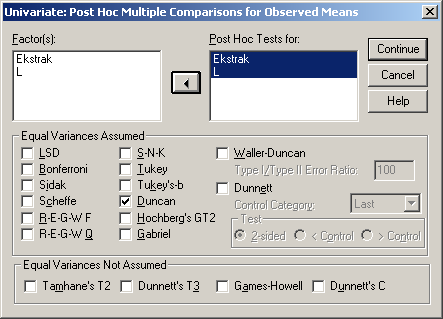 Univariate: Post Hoc Multiple Comparisons for Observed Means
Factor(s):
Ekstrak
L
Post Hoc Tests for:
Ekstrak
L
Continue
Cancel
Help
Equal Variances Assumed
LSD
Bonferroni
Sidak
Scheffe
R-E-G-W F
R-E-G-W Q
S-N-K
Tukey
Tukey's-b
Duncan
Hochberg's GT2
Gabriel
Waller-Duncan
Type I/Type II Error Ratio: 100
Dunnett
Control Category: Last
Test
2-sided < Control > Control
Equal Variances Not Assumed
Tamhane's T2 Dunnett's T3 Games-Howell Dunnett's C